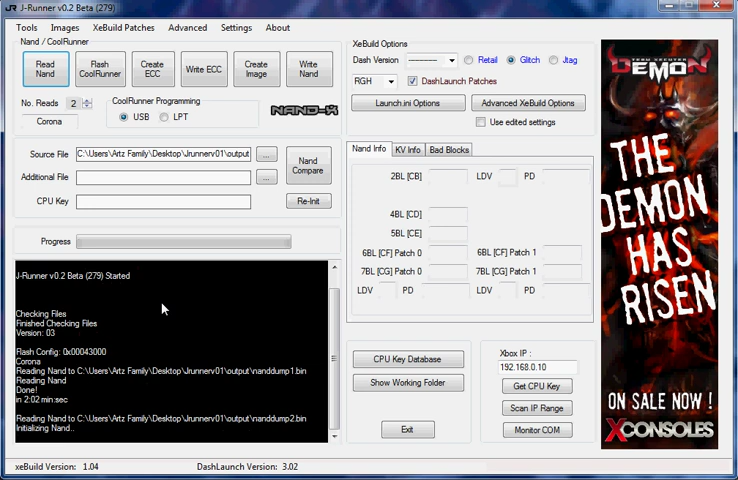 J-Runner v0.2 Beta (279)
Tools Images XeBuild Patches Advanced Settings About
Nand / CoolRunner
Read Nand
Flash CoolRunner
Create ECC
Write ECC
Create Image
Write Nand
No. Reads 2
Corona
CoolRunner Programming
USB LPT
NAND-X
Source File C:\Users\Artz Family\Desktop\Jrunnerv01\output ...
Additional File ...
CPU Key
Nand Compare
Re-Init
Progress
J-Runner v0.2 Beta (279) Started
Checking Files
Finished Checking Files
Version: 03
Flash Config: 0x00043000
Corona
Reading Nand to C:\Users\Artz Family\Desktop\Jrunnerv01\output\nanddump1.bin
Reading Nand
Done!
in 2:02 min:sec
Reading Nand to C:\Users\Artz Family\Desktop\Jrunnerv01\output\nanddump2.bin
Initializing Nand..
XeBuild Options
Dash Version ------- Retail Glitch Jtag
RGH DashLaunch Patches
Launch.ini Options Advanced XeBuild Options
Use edited settings
Nand Info KV Info Bad Blocks
2BL [CB] LDV PD
4BL [CD]
5BL [CE]
6BL [CF] Patch 0 6BL [CF] Patch 1
7BL [CG] Patch 0 7BL [CG] Patch 1
LDV PD LDV PD
CPU Key Database
Show Working Folder
Exit
Xbox IP :
192.168.0.10
Get CPU Key
Scan IP Range
Monitor COM
DEMON
THE
DEMON
HAS
RISEN
ON SALE NOW !
XCONSOLES
xeBuild Version: 1.04 DashLaunch Version: 3.02